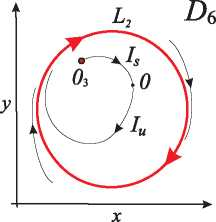 L₂ D₆
O₃ Iₛ O
Iᵤ
y
x